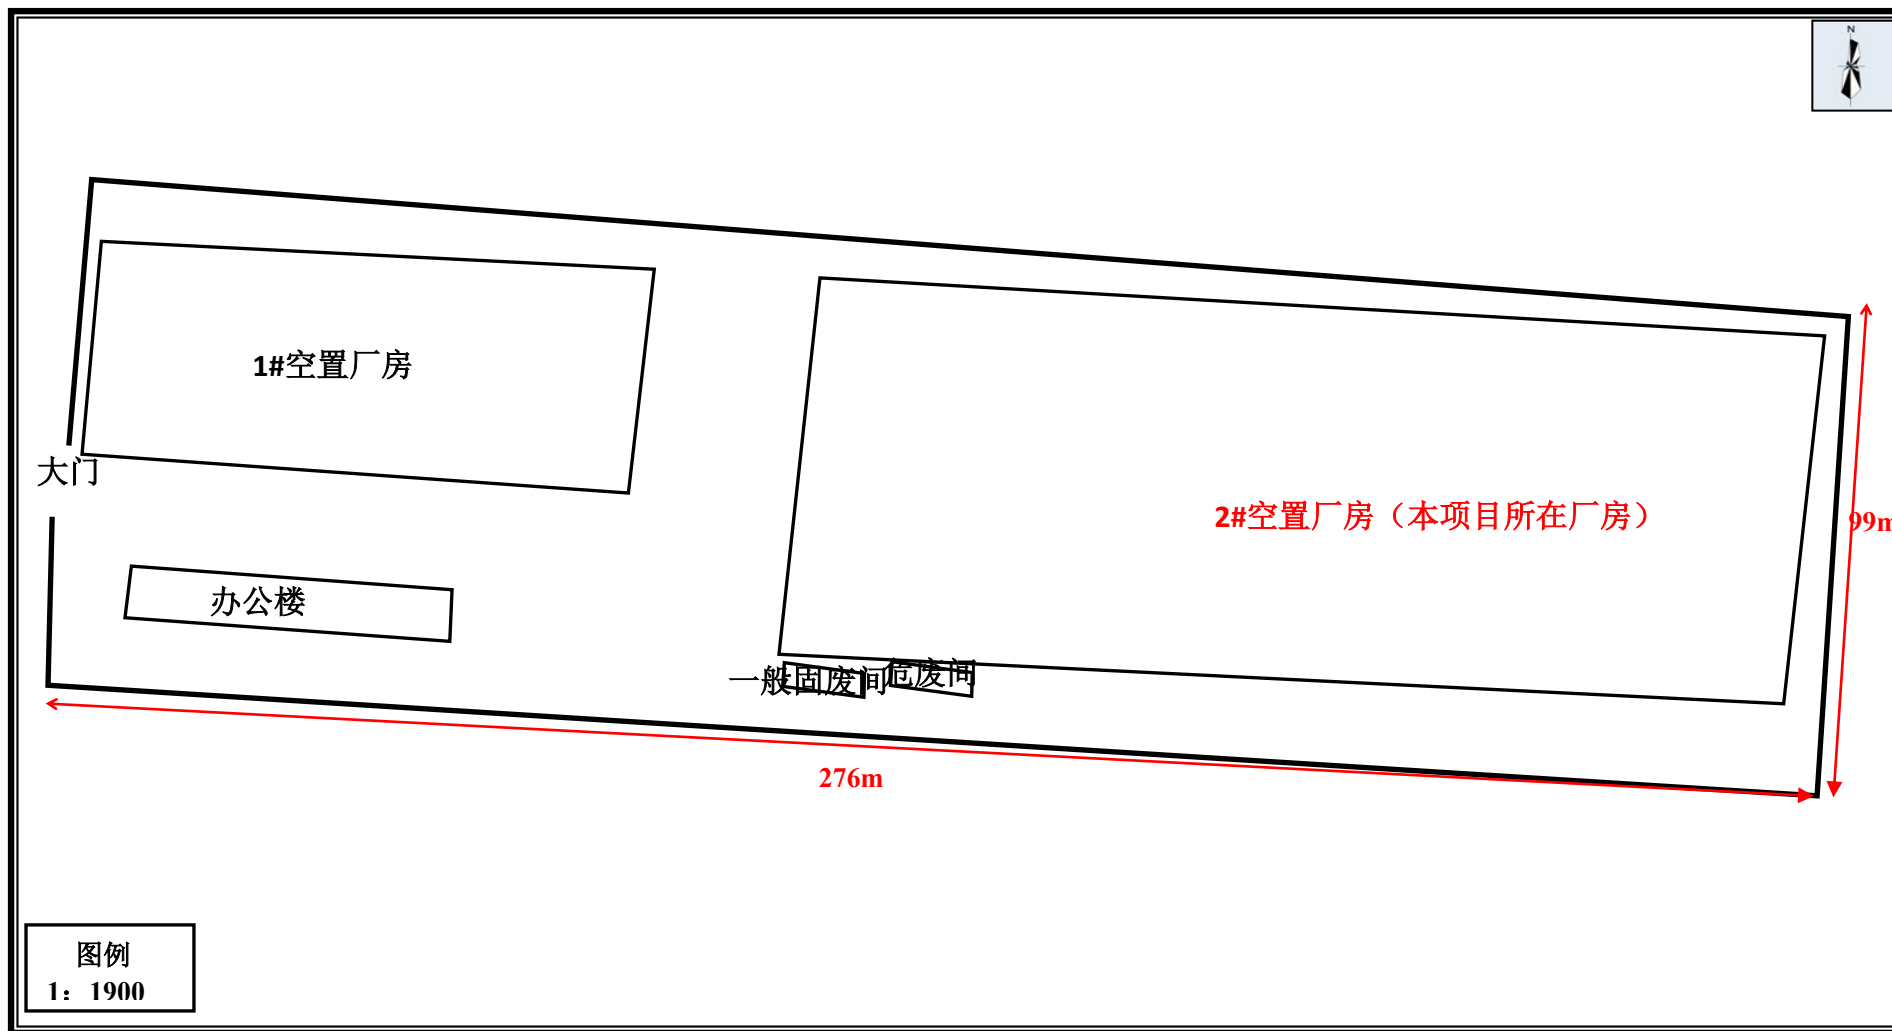 N
1#空置厂房
大门
2#空置厂房（本项目所在厂房）
99m
办公楼
一般固废间
危废间
276m
图例
1：1900